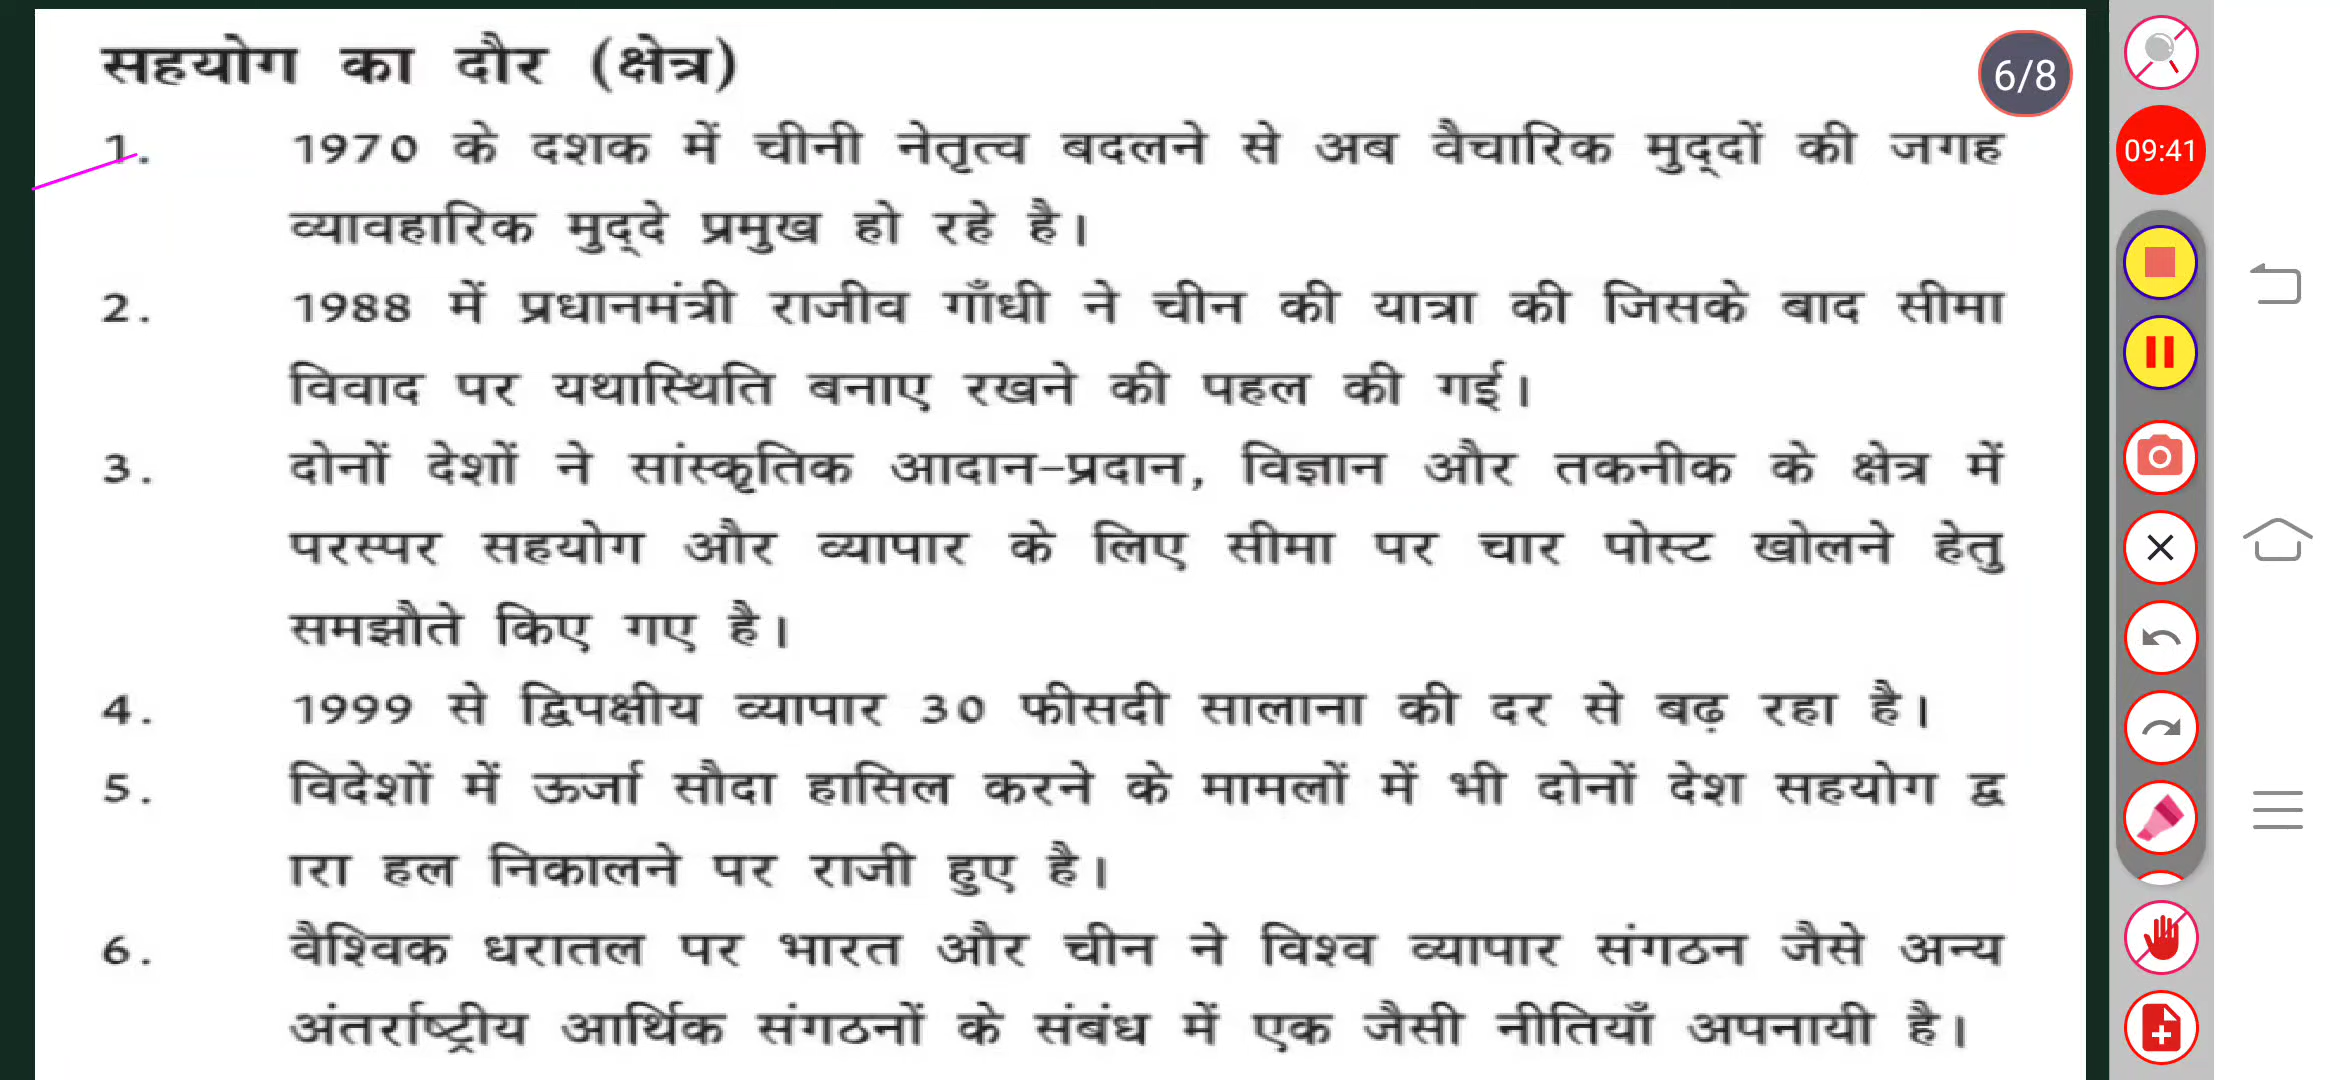 सहयोग का दौर (क्षेत्र)
6/8
1. 1970 के दशक में चीनी नेतृत्व बदलने से अब वैचारिक मुद्दों की जगह
व्यावहारिक मुद्दे प्रमुख हो रहे है।
2. 1988 में प्रधानमंत्री राजीव गाँधी ने चीन की यात्रा की जिसके बाद सीमा
विवाद पर यथास्थिति बनाए रखने की पहल की गई।
3. दोनों देशों ने सांस्कृतिक आदान-प्रदान, विज्ञान और तकनीक के क्षेत्र में
परस्पर सहयोग और व्यापार के लिए सीमा पर चार पोस्ट खोलने हेतु
समझौते किए गए है।
4. 1999 से द्विपक्षीय व्यापार 30 फीसदी सालाना की दर से बढ़ रहा है।
5. विदेशों में ऊर्जा सौदा हासिल करने के मामलों में भी दोनों देश सहयोग द्व
ारा हल निकालने पर राजी हुए है।
6. वैश्विक धरातल पर भारत और चीन ने विश्व व्यापार संगठन जैसे अन्य
अंतर्राष्ट्रीय आर्थिक संगठनों के संबंध में एक जैसी नीतियाँ अपनायी है।
09:41